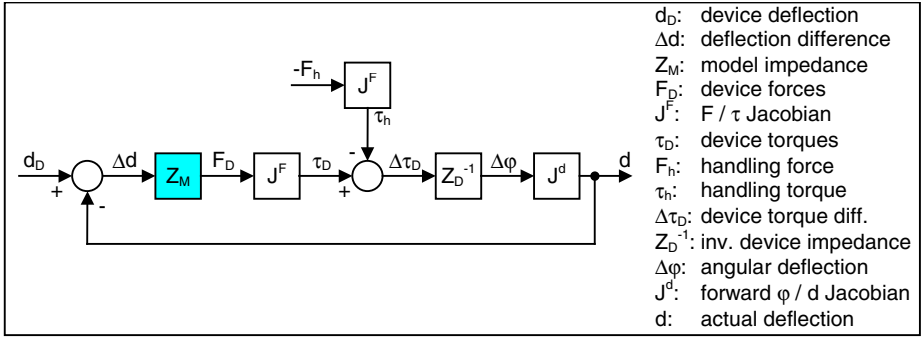 -F_h
J^F
τ_h
-
d_D
+
-
Δd
Z_M
F_D
J^F
τ_D
+
Δτ_D
Z_D^-1
Δφ
J^d
d
d_D: device deflection
Δd: deflection difference
Z_M: model impedance
F_D: device forces
J^F: F / τ Jacobian
τ_D: device torques
F_h: handling force
τ_h: handling torque
Δτ_D: device torque diff.
Z_D^-1: inv. device impedance
Δφ: angular deflection
J^d: forward φ / d Jacobian
d: actual deflection